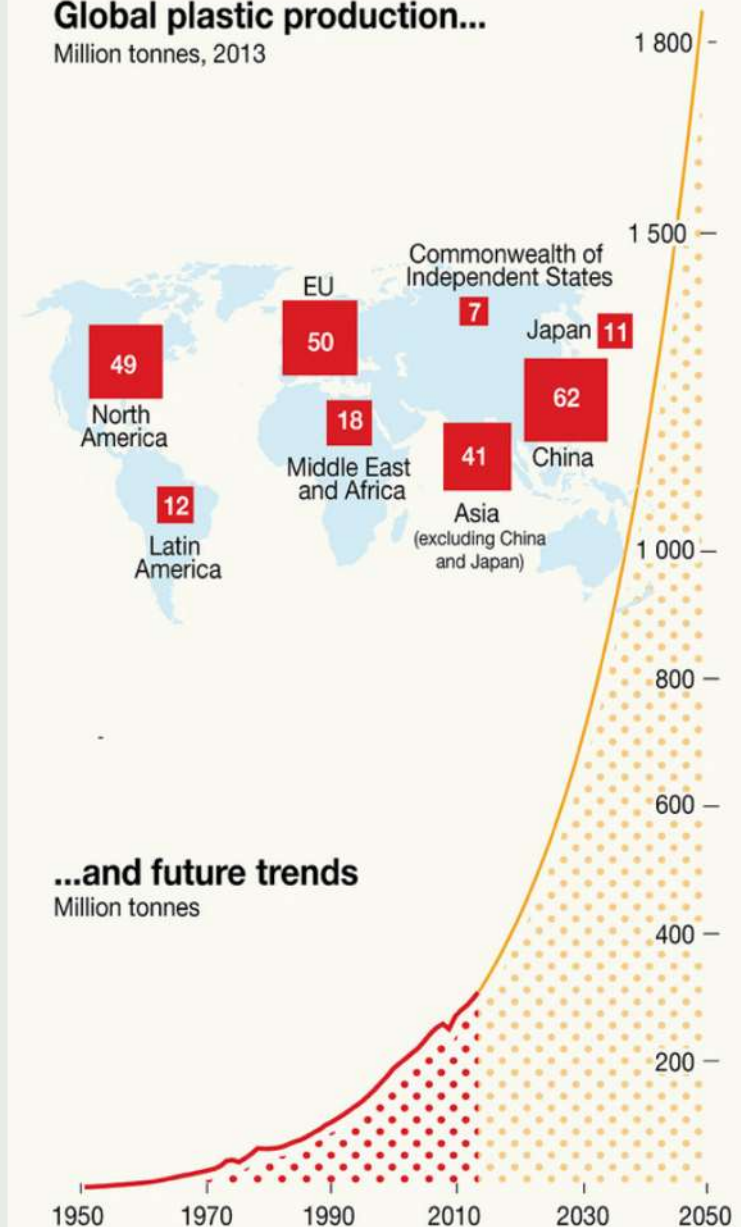 Global plastic production...
Million tonnes, 2013
1 800
1 500
Commonwealth of
Independent States
7
EU
50
Japan 11
49
North
America
62
China
18
Middle East
and Africa
41
Asia
(excluding China
and Japan)
12
Latin
America
1 000
800
600
...and future trends
Million tonnes
400
200
1950 1970 1990 2010 2030 2050